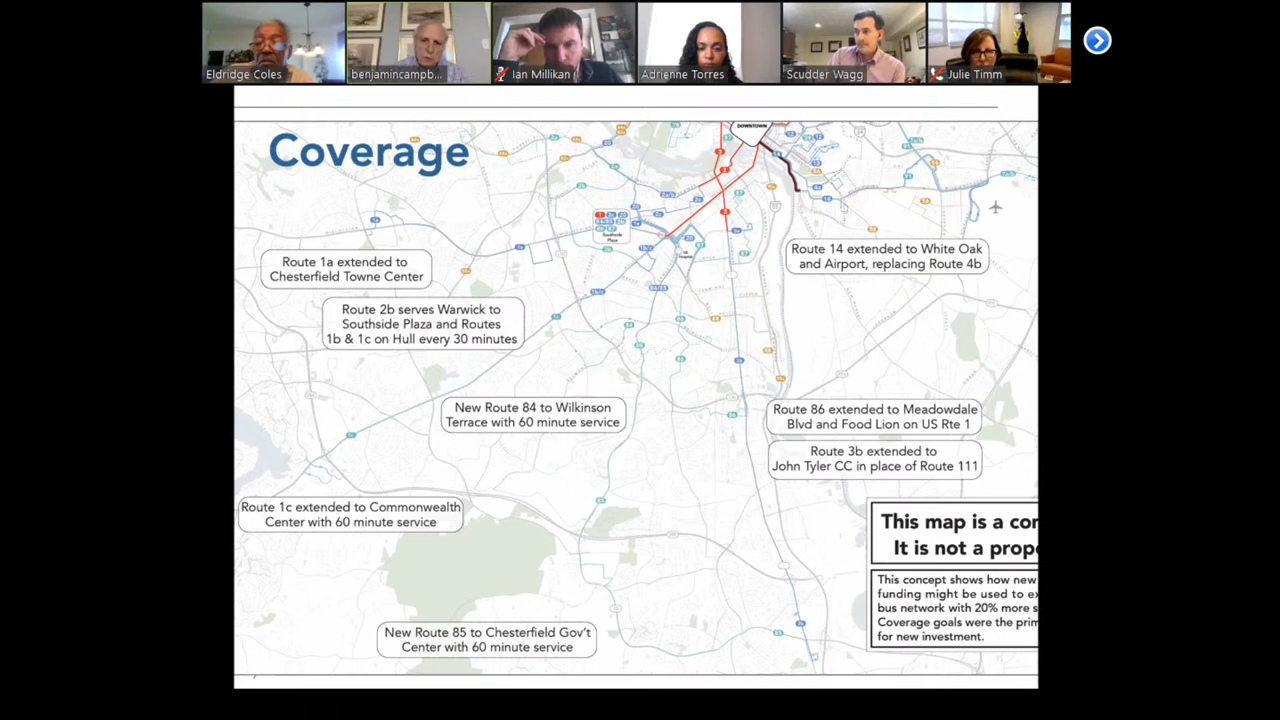 Eldridge Coles
benjamincampb...
Ian Millikan
Adrienne Torres
Scudder Wagg
Julie Timm
Coverage
DOWNTOWN
Southside
Plaza
Route 1a extended to
Chesterfield Towne Center
Route 14 extended to White Oak
and Airport, replacing Route 4b
Route 2b serves Warwick to
Southside Plaza and Routes
1b & 1c on Hull every 30 minutes
New Route 84 to Wilkinson
Terrace with 60 minute service
Route 86 extended to Meadowdale
Blvd and Food Lion on US Rte 1
Route 3b extended to
John Tyler CC in place of Route 111
Route 1c extended to Commonwealth
Center with 60 minute service
This map is a con
It is not a prop
This concept shows how new
funding might be used to ex
bus network with 20% more s
Coverage goals were the prim
for new investment.
New Route 85 to Chesterfield Gov't
Center with 60 minute service